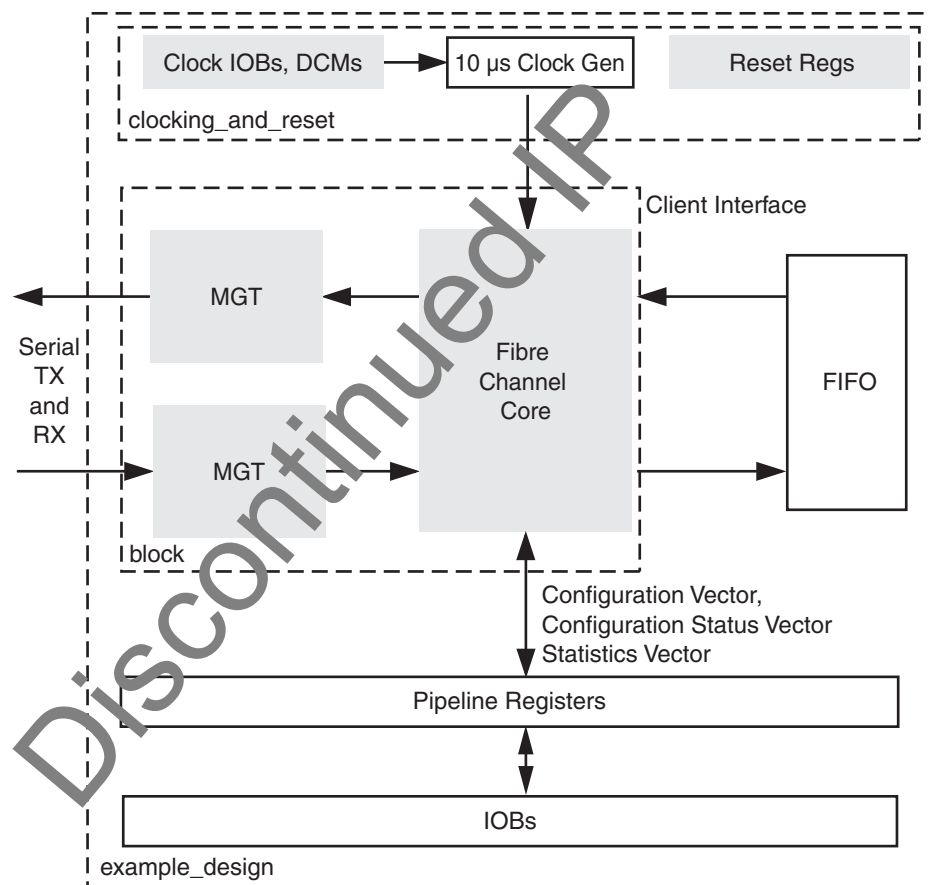 Clock IOBs, DCMs
10 µs Clock Gen
Reset Regs
clocking_and_reset
Client Interface
MGT
Serial
TX
and
RX
Fibre
Channel
Core
FIFO
MGT
block
Configuration Vector,
Configuration Status Vector
Statistics Vector
Pipeline Registers
IOBs
example_design
Discontinued IP